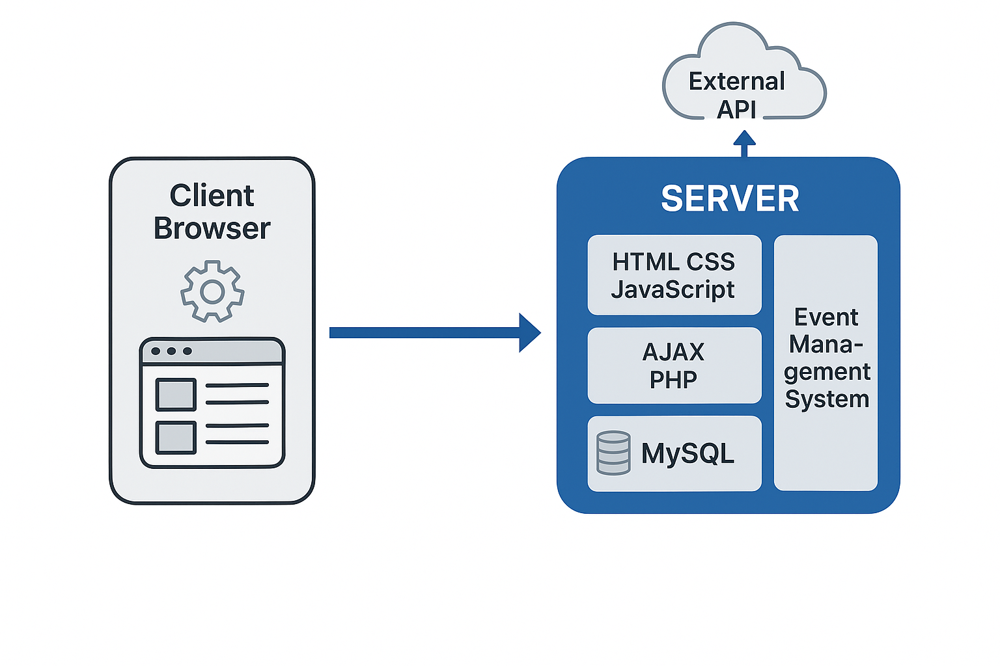 External
API
Client
Browser
SERVER
HTML CSS
JavaScript
AJAX
PHP
MySQL
Event
Mana-
gement
System